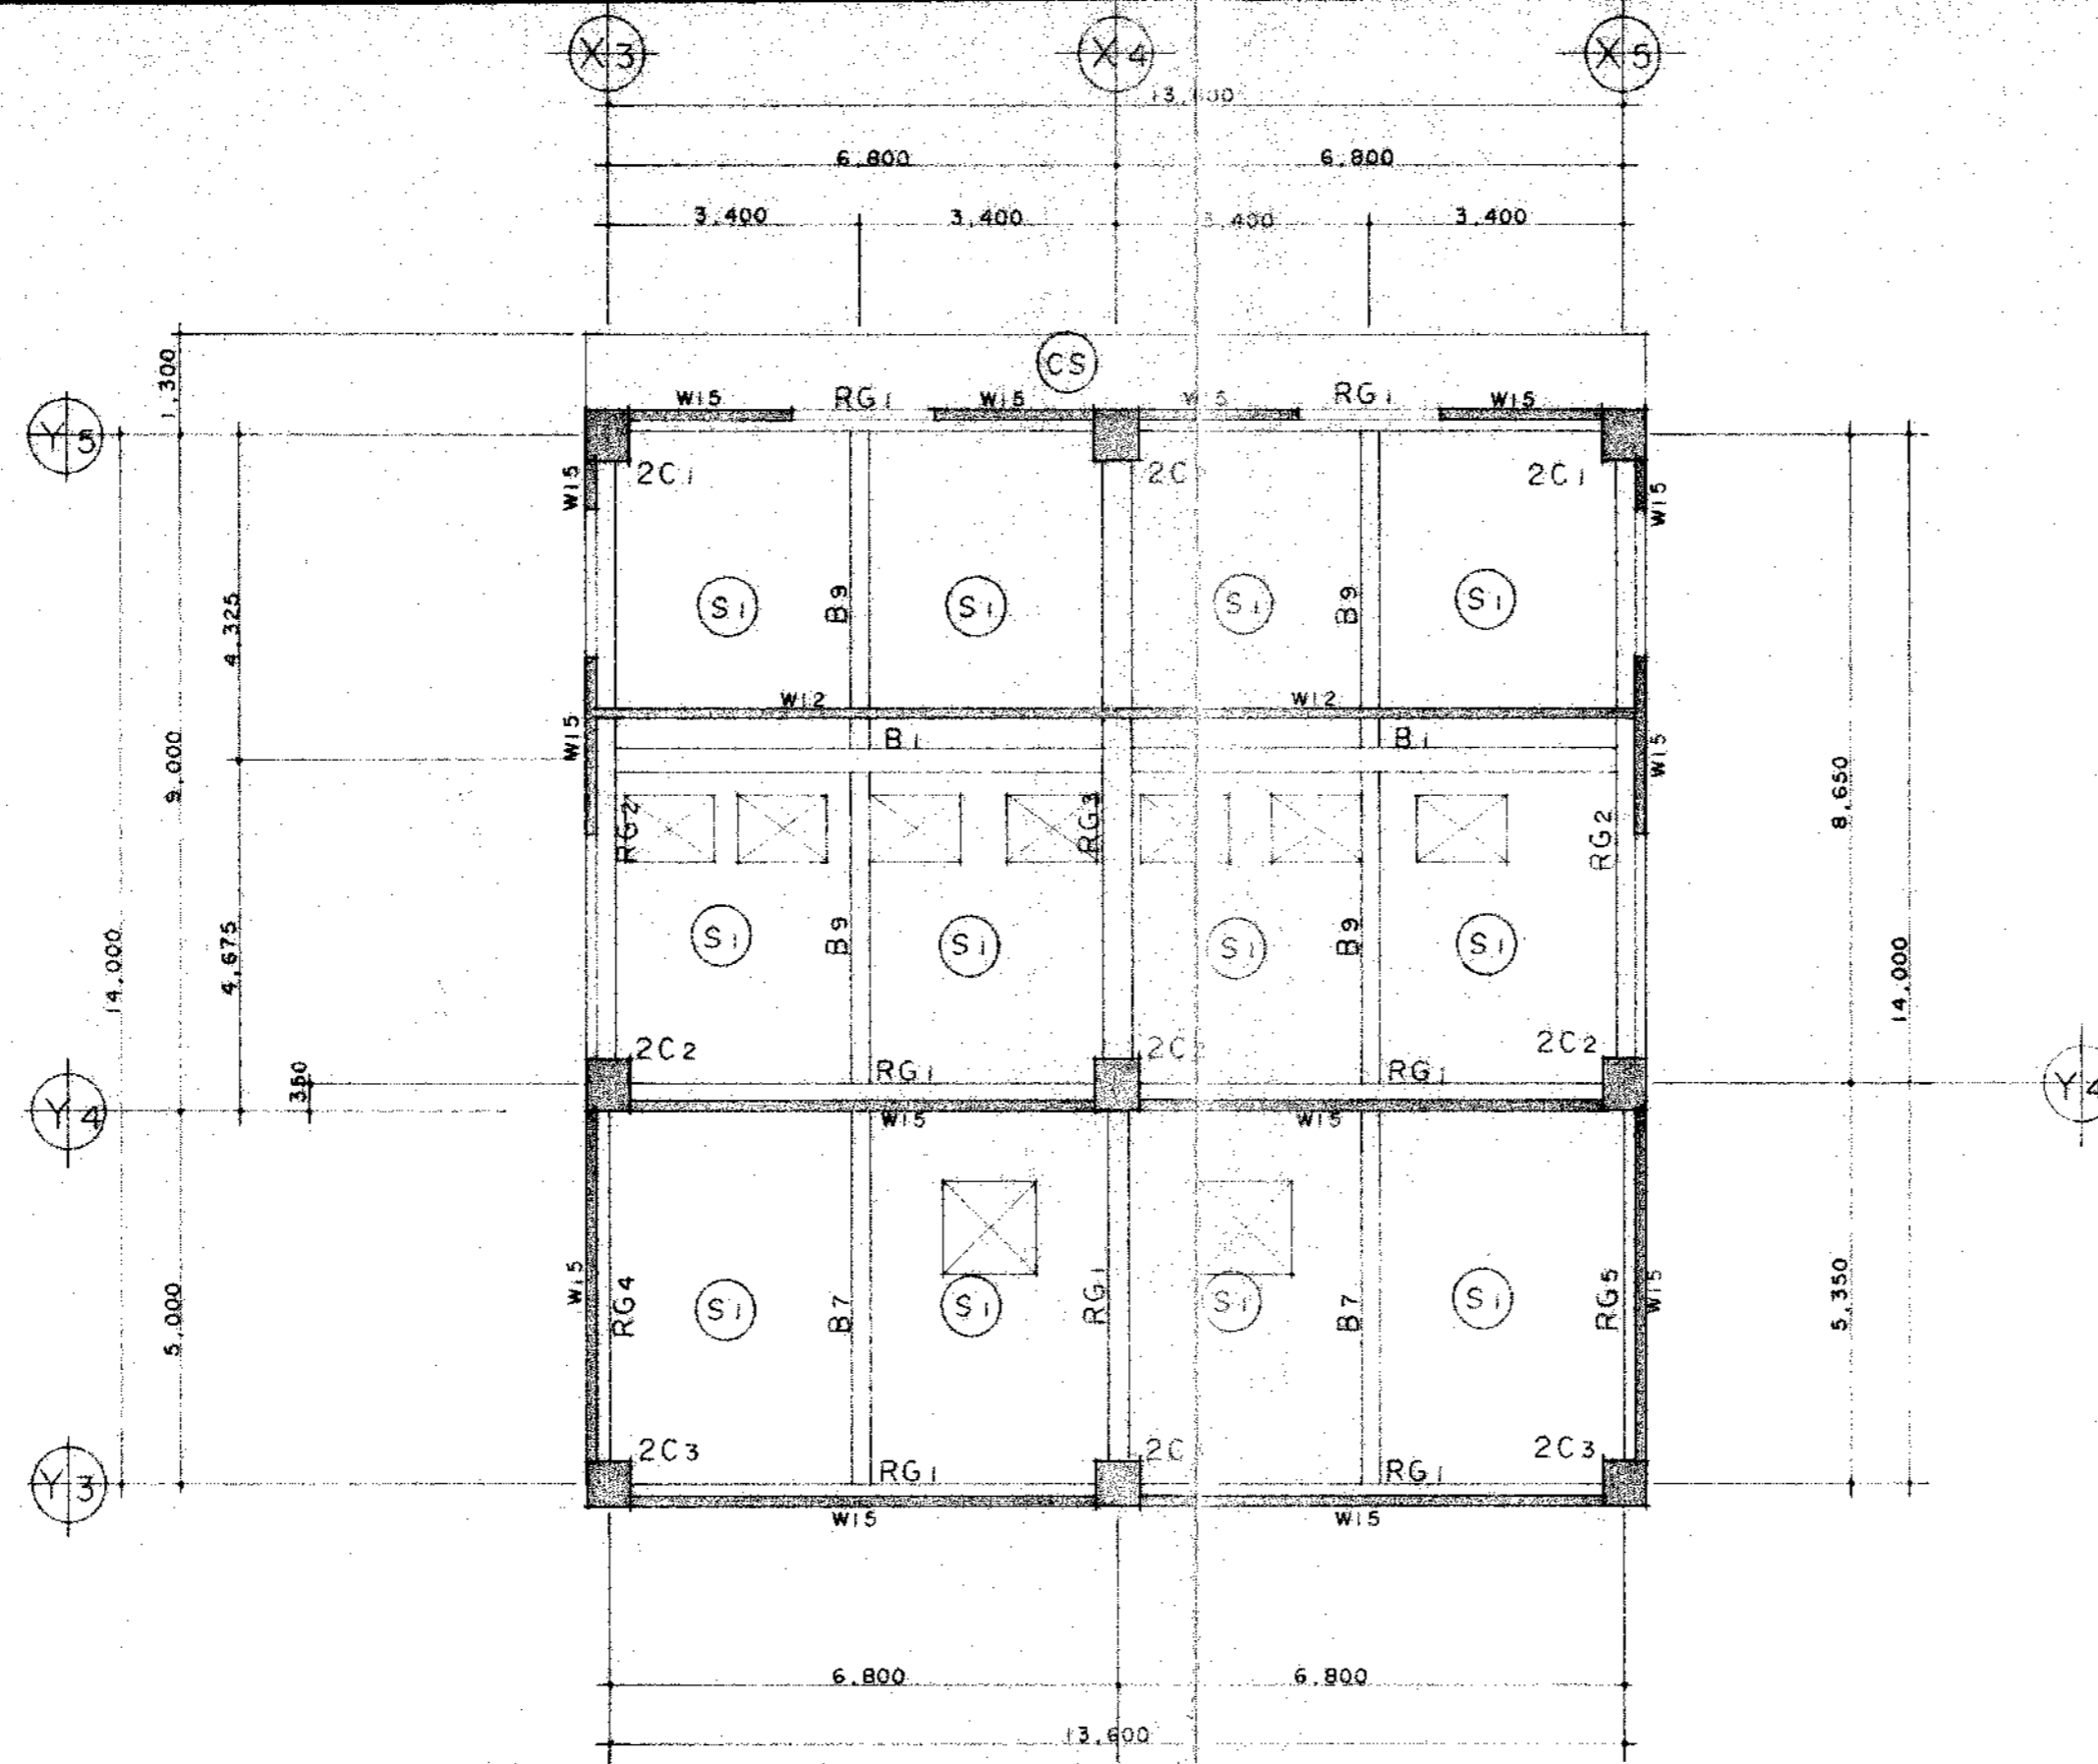 X3 X4 X5
6,800 6,800
3,400 3,400 3,400
1,300
CS
W15 RG1 W15 W15 RG1 W15
Y5
2C1 2C 2C1
W15 W15
4,325
S1 B9 S1 S1 B9 S1
W12 W12
9,000
W15 B1 B1 W15
8,650
RG2 RG3 RG2
14,000
4,675
S1 B9 S1 S1 B9 S1
14,000
2C2 2C 2C2
350
RG1 RG1
Y4 Y4
W15 W15
5,000
W15 RG4 S1 B7 S1 RG1 S1 B7 S1 RG5 W15
5,350
2C3 2C 2C3
Y3
RG1 RG1
W15 W15
6,800 6,800
13,600